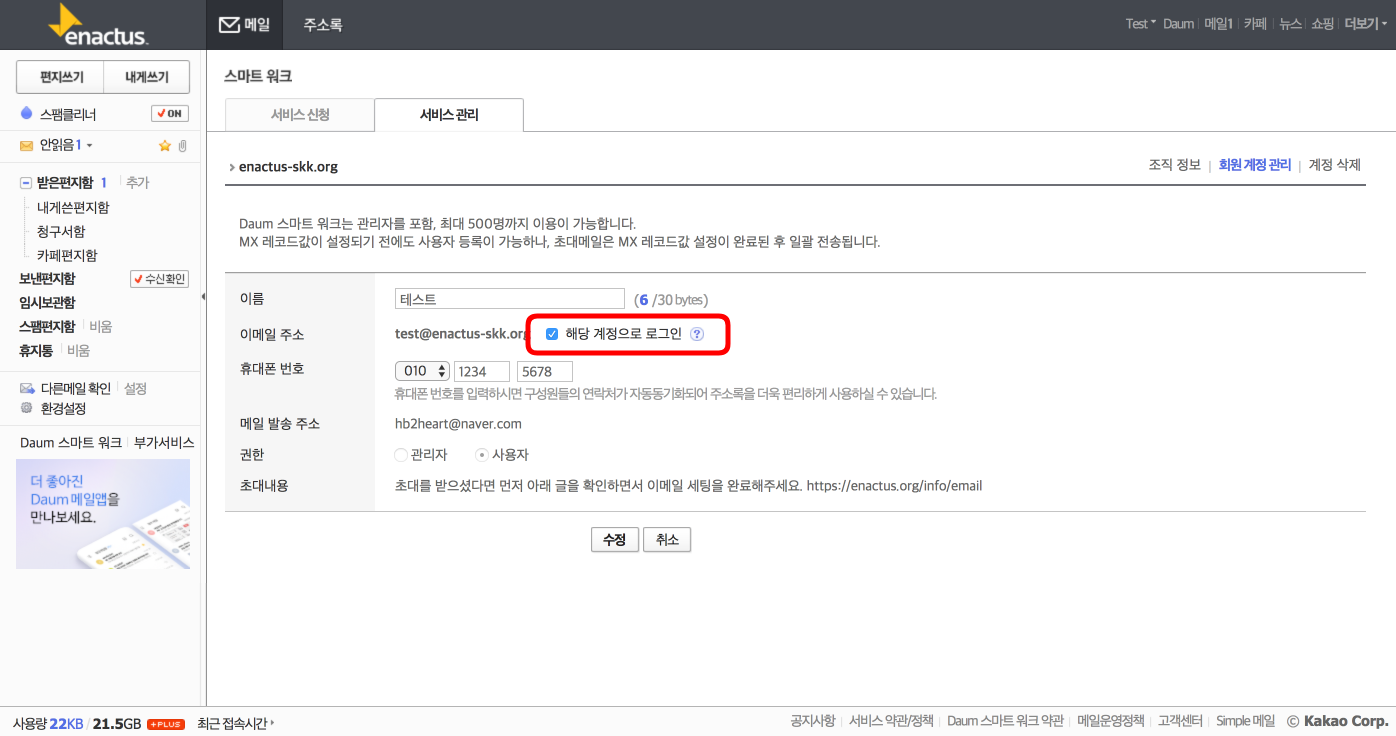 enactus.
메일
주소록
Test
Daum
메일1
카페
뉴스
쇼핑
더보기
편지쓰기
내게쓰기
스팸클리너
ON
안읽음1
받은편지함 1 추가
내게쓴편지함
청구서함
카페편지함
보낸편지함
수신확인
임시보관함
스팸편지함 비움
휴지통 비움
다른메일 확인 설정
환경설정
Daum 스마트 워크
부가서비스
더 좋아진
Daum 메일앱을
만나보세요.
스마트 워크
서비스 신청
서비스 관리
enactus-skk.org
조직 정보 | 회원 계정 관리 | 계정 삭제
Daum 스마트 워크는 관리자를 포함, 최대 500명까지 이용이 가능합니다.
MX 레코드값이 설정되기 전에도 사용자 등록이 가능하나, 초대메일은 MX 레코드값 설정이 완료된 후 일괄 전송됩니다.
이름
테스트
(6 /30 bytes)
이메일 주소
test@enactus-skk.org
해당 계정으로 로그인 ?
휴대폰 번호
010
1234
5678
휴대폰 번호를 입력하시면 구성원들의 연락처가 자동동기화되어 주소록을 더욱 편리하게 사용하실 수 있습니다.
메일 발송 주소
hb2heart@naver.com
권한
관리자
사용자
초대내용
초대를 받으셨다면 먼저 아래 글을 확인하면서 이메일 세팅을 완료해주세요. https://enactus.org/info/email
수정
취소
사용량 22KB / 21.5GB +PLUS 최근 접속시간
공지사항 | 서비스 약관/정책 | Daum 스마트 워크 약관 | 메일운영정책 | 고객센터 | Simple 메일 © Kakao Corp.